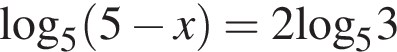 log₅(5 − x) = 2log₅3